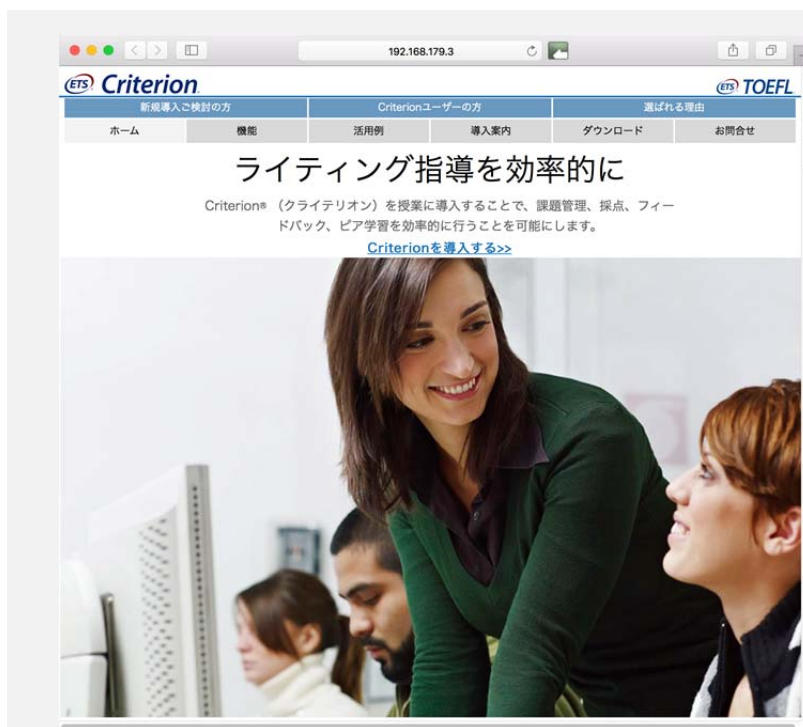 192.168.179.3
ETS Criterion.
ETS TOEFL
新規導入ご検討の方 Criterionユーザーの方 選ばれる理由
ホーム 機能 活用例 導入案内 ダウンロード お問合せ
ライティング指導を効率的に
Criterion® （クライテリオン）を授業に導入することで、課題管理、採点、フィー
ドバック、ピア学習を効率的に行うことを可能にします。
Criterionを導入する>>